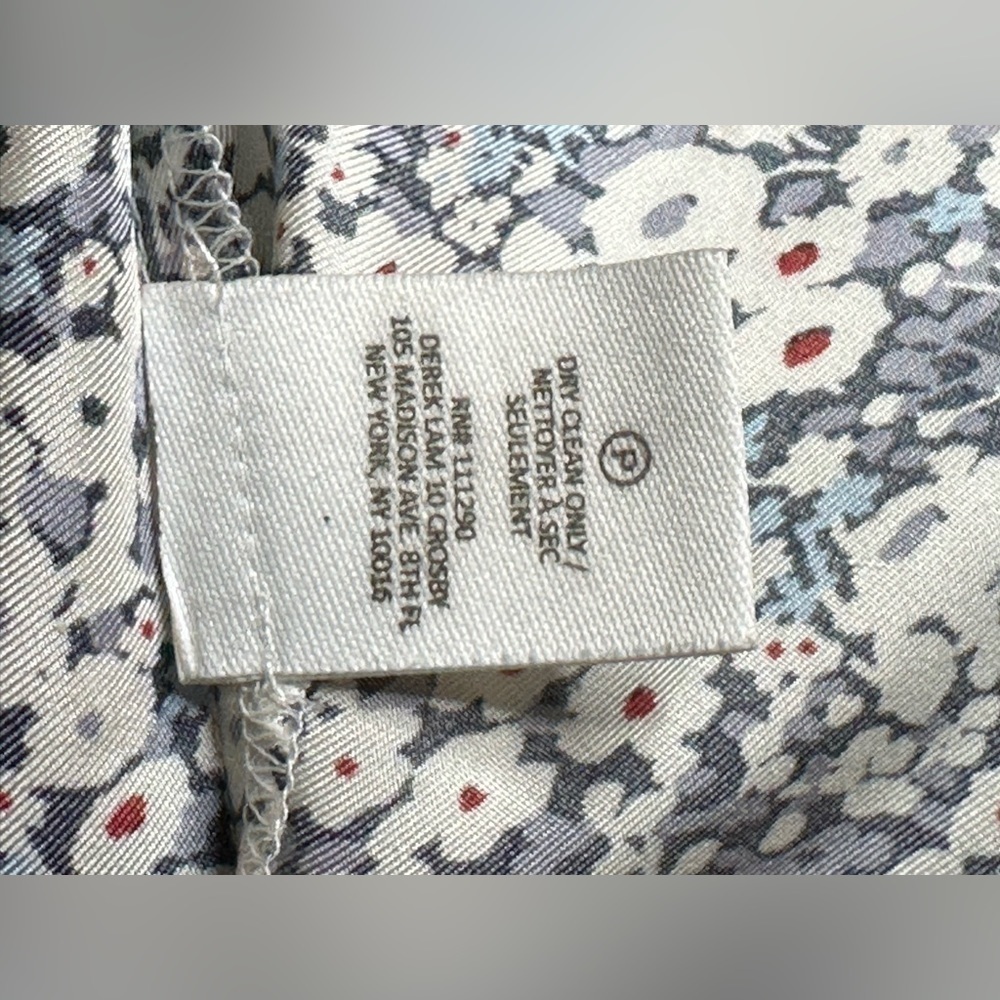 P
DRY CLEAN ONLY /
NETTOYER À SEC
SEULEMENT
RN# 111290
DEREK LAM 10 CROSBY
105 MADISON AVE 8TH FL
NEW YORK, NY 10016